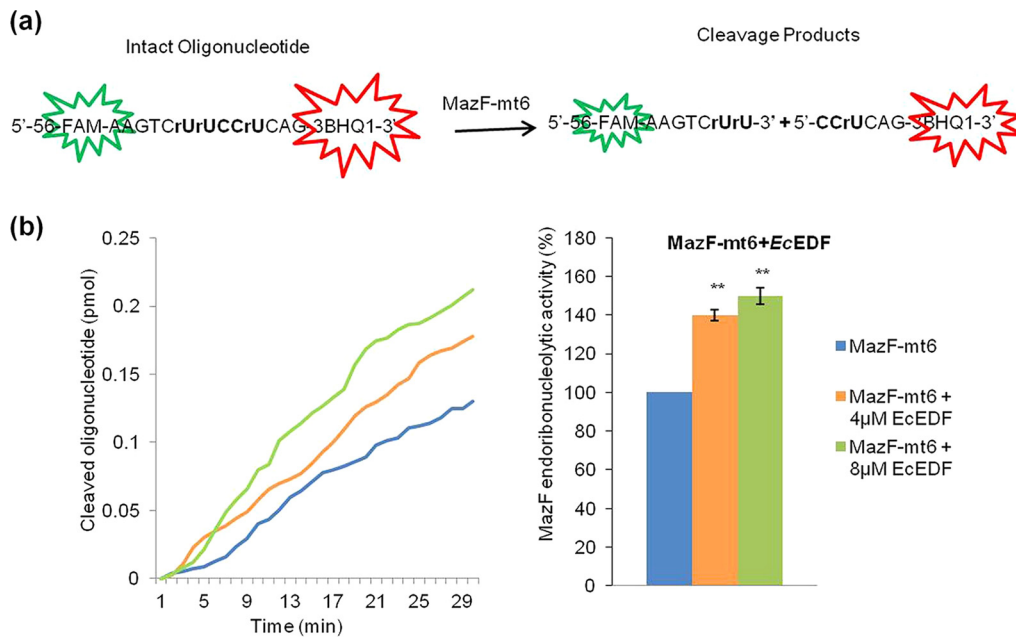 (a)
Intact Oligonucleotide
Cleavage Products
5'-56-FAM-AAGTCrUrUCCrUCAG-3BHQ1-3'
MazF-mt6
5'-56-FAM-AAGTCrUrU-3' + 5'-CCrUCAG-3BHQ1-3'
(b)
Cleaved oligonucleotide (pmol)
0.25
0.2
0.15
0.1
0.05
0
1 5 9 13 17 21 25 29
Time (min)
MazF endoribonucleolytic activity (%)
180
160
140
120
100
80
60
40
20
0
MazF-mt6+EcEDF
** **
MazF-mt6
MazF-mt6 +
4µM EcEDF
MazF-mt6 +
8µM EcEDF